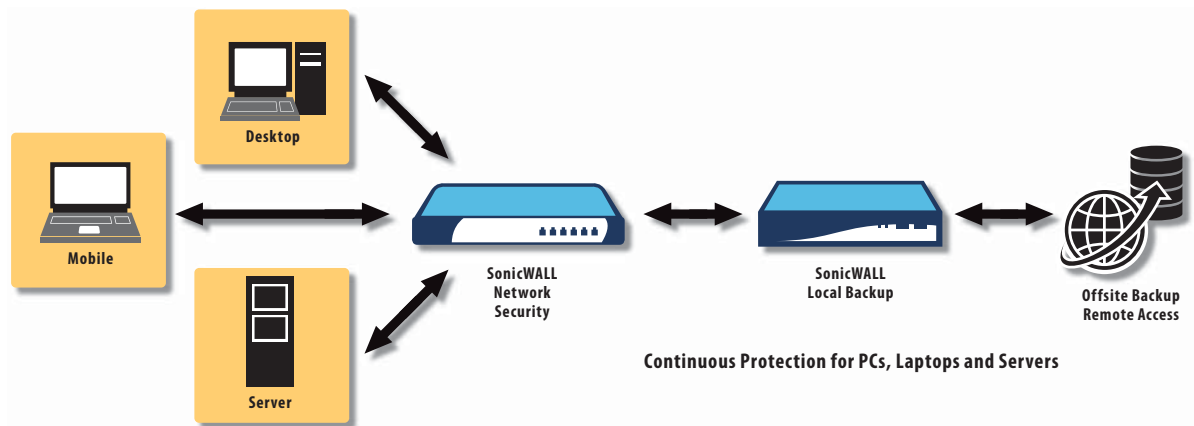 Desktop
Mobile
Server
SonicWALL
Network
Security
SonicWALL
Local Backup
Offsite Backup
Remote Access
Continuous Protection for PCs, Laptops and Servers